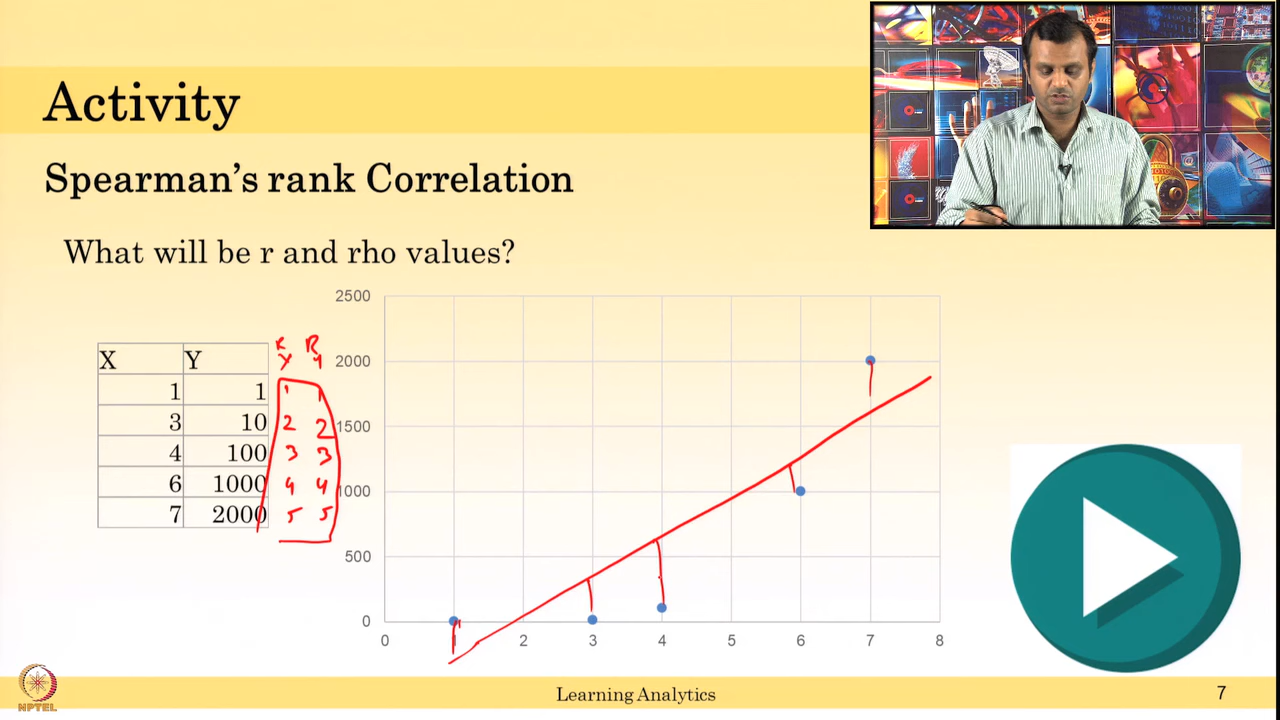 Activity
Spearman's rank Correlation
What will be r and rho values?
X Y R X R Y
1 1 1 1
3 10 2 2
4 100 3 3
6 1000 4 4
7 2000 5 5
2500
2000
1500
1000
500
0
0 1 2 3 4 5 6 7 8
NPTEL
Learning Analytics
7